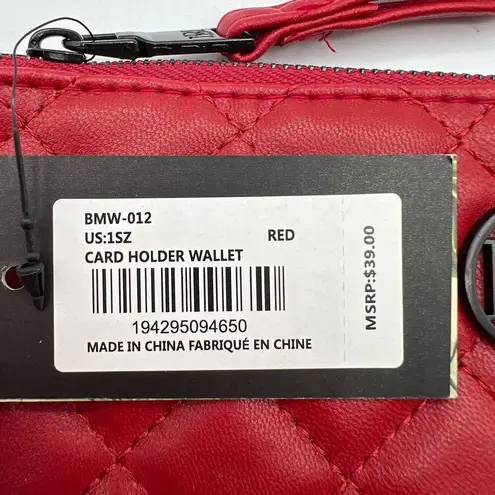 BMW-012
US:1SZ RED
CARD HOLDER WALLET
194295094650
MADE IN CHINA FABRIQUÉ EN CHINE
MSRP:$39.00